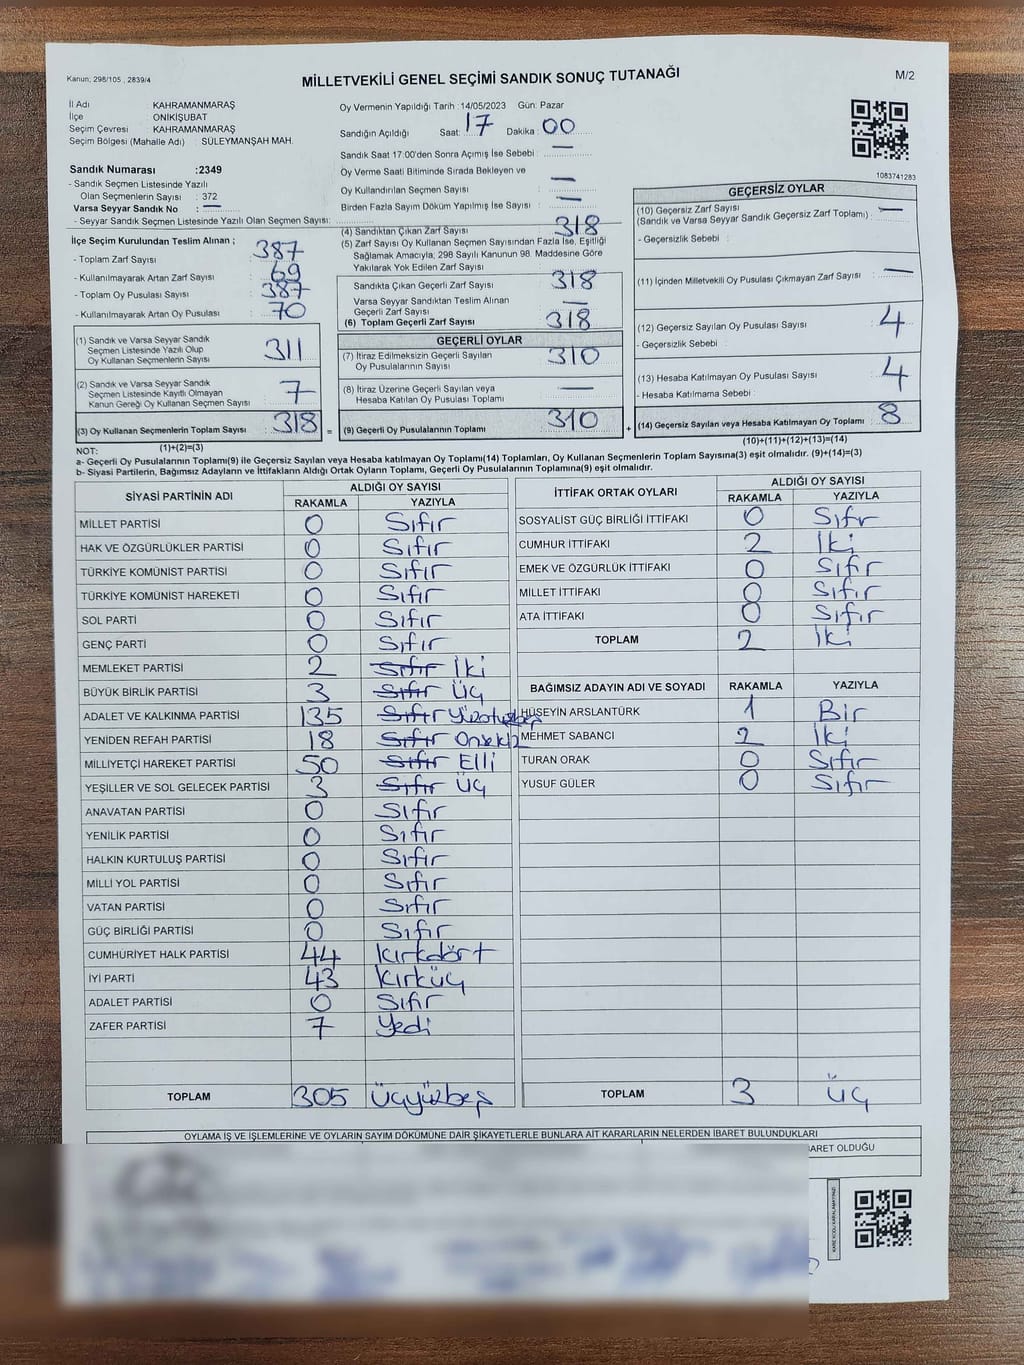 Kanun; 298/105 , 2839/4
MİLLETVEKİLİ GENEL SEÇİMİ SANDIK SONUÇ TUTANAĞI
M/2
İl Adı : KAHRAMANMARAŞ
İlçe : ONİKİŞUBAT
Seçim Çevresi : KAHRAMANMARAŞ
Seçim Bölgesi (Mahalle Adı) : SÜLEYMANŞAH MAH.
Sandık Numarası :2349
- Sandık Seçmen Listesinde Yazılı
Olan Seçmenlerin Sayısı : 372
Varsa Seyyar Sandık No : —
- Seyyar Sandık Seçmen Listesinde Yazılı Olan Seçmen Sayısı:
Oy Vermenin Yapıldığı Tarih :14/05/2023 Gün: Pazar
Sandığın Açıldığı Saat: 17 Dakika: 00
Sandık Saat 17:00'den Sonra Açımış İse Sebebi : —
Oy Verme Saati Bitiminde Sırada Bekleyen ve
Oy Kullandırılan Seçmen Sayısı : —
Birden Fazla Sayım Döküm Yapılmış İse Sayısı : —
1083741283
İlçe Seçim Kurulundan Teslim Alınan ;
- Toplam Zarf Sayısı : 387
- Kullanılmayarak Artan Zarf Sayısı : 69
- Toplam Oy Pusulası Sayısı : 387
- Kullanılmayarak Artan Oy Pusulası : 70
(1) Sandık ve Varsa Seyyar Sandık
Seçmen Listesinde Yazılı Olup
Oy Kullanan Seçmenlerin Sayısı : 311
(2) Sandık ve Varsa Seyyar Sandık
Seçmen Listesinde Kayıtlı Olmayan
Kanun Gereği Oy Kullanan Seçmen Sayısı : 7
(3) Oy Kullanan Seçmenlerin Toplam Sayısı : 318 =
(1)+(2)=(3)
(4) Sandıktan Çıkan Zarf Sayısı : 318
(5) Zarf Sayısı Oy Kullanan Seçmen Sayısından Fazla İse, Eşitliği
Sağlamak Amacıyla; 298 Sayılı Kanunun 98. Maddesine Göre
Yakılarak Yok Edilen Zarf Sayısı
Sandıkta Çıkan Geçerli Zarf Sayısı : 318
Varsa Seyyar Sandıktan Teslim Alınan
Geçerli Zarf Sayısı : —
(6) Toplam Geçerli Zarf Sayısı : 318
GEÇERLİ OYLAR
(7) İtiraz Edilmeksizin Geçerli Sayılan
Oy Pusulalarının Sayısı : 310
(8) İtiraz Üzerine Geçerli Sayılan veya
Hesaba Katılan Oy Pusulası Toplamı : —
(9) Geçerli Oy Pusulalarının Toplamı : 310 +
GEÇERSİZ OYLAR
(10) Geçersiz Zarf Sayısı
(Sandık ve Varsa Seyyar Sandık Geçersiz Zarf Toplamı) : —
- Geçersizlik Sebebi :
(11) İçinden Milletvekili Oy Pusulası Çıkmayan Zarf Sayısı : —
(12) Geçersiz Sayılan Oy Pusulası Sayısı : 4
- Geçersizlik Sebebi :
(13) Hesaba Katılmayan Oy Pusulası Sayısı : 4
- Hesaba Katılmama Sebebi :
(14) Geçersiz Sayılan veya Hesaba Katılmayan Oy Toplamı : 8
(10)+(11)+(12)+(13)=(14)
NOT:
a- Geçerli Oy Pusulalarının Toplamı(9) ile Geçersiz Sayılan veya Hesaba katılmayan Oy Toplamı(14) Toplamları, Oy Kullanan Seçmenlerin Toplam Sayısına(3) eşit olmalıdır. (9)+(14)=(3)
b- Siyasi Partilerin, Bağımsız Adayların ve İttifakların Aldığı Ortak Oyların Toplamı, Geçerli Oy Pusulalarının Toplamına(9) eşit olmalıdır.
SİYASİ PARTİNİN ADI ALDIĞI OY SAYISI
RAKAMLA YAZIYLA
MİLLET PARTİSİ 0 Sıfır
HAK VE ÖZGÜRLÜKLER PARTİSİ 0 Sıfır
TÜRKİYE KOMÜNİST PARTİSİ 0 Sıfır
TÜRKİYE KOMÜNİST HAREKETİ 0 Sıfır
SOL PARTİ 0 Sıfır
GENÇ PARTİ 0 Sıfır
MEMLEKET PARTİSİ 2 Sıfır İki
BÜYÜK BİRLİK PARTİSİ 3 Sıfır Üç
ADALET VE KALKINMA PARTİSİ 135 Sıfır Yüzotuzbeş
YENİDEN REFAH PARTİSİ 18 Sıfır Onsekiz
MİLLİYETÇİ HAREKET PARTİSİ 50 Sıfır Elli
YEŞİLLER VE SOL GELECEK PARTİSİ 3 Sıfır Üç
ANAVATAN PARTİSİ 0 Sıfır
YENİLİK PARTİSİ 0 Sıfır
HALKIN KURTULUŞ PARTİSİ 0 Sıfır
MİLLİ YOL PARTİSİ 0 Sıfır
VATAN PARTİSİ 0 Sıfır
GÜÇ BİRLİĞİ PARTİSİ 0 Sıfır
CUMHURİYET HALK PARTİSİ 44 Kırkdört
İYİ PARTİ 43 Kırküç
ADALET PARTİSİ 0 Sıfır
ZAFER PARTİSİ 7 Yedi
TOPLAM 305 Üçyüzbeş
İTTİFAK ORTAK OYLARI ALDIĞI OY SAYISI
RAKAMLA YAZIYLA
SOSYALİST GÜÇ BİRLİĞİ İTTİFAKI 0 Sıfır
CUMHUR İTTİFAKI 2 İki
EMEK VE ÖZGÜRLÜK İTTİFAKI 0 Sıfır
MİLLET İTTİFAKI 0 Sıfır
ATA İTTİFAKI 0 Sıfır
TOPLAM 2 İki
BAĞIMSIZ ADAYIN ADI VE SOYADI RAKAMLA YAZIYLA
HÜSEYİN ARSLANTÜRK 1 Bir
MEHMET SABANCI 2 İki
TURAN ORAK 0 Sıfır
YUSUF GÜLER 0 Sıfır
TOPLAM 3 Üç
OYLAMA İŞ VE İŞLEMLERİNE VE OYLARIN SAYIM DÖKÜMÜNE DAİR ŞİKAYETLERLE BUNLARA AİT KARARLARIN NELERDEN İBARET BULUNDUKLARI
BARET OLDUĞU